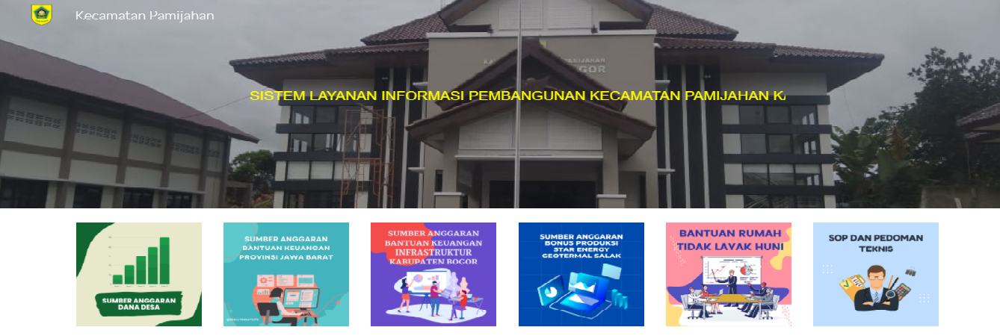 Kecamatan Pamijahan
GOR
SISTEM LAYANAN INFORMASI PEMBANGUNAN KECAMATAN PAMIJAHAN
SUMBER ANGGARAN
DANA DESA
SUMBER ANGGARAN
BANTUAN KEUANGAN
PROVINSI JAWA BARAT
SUMBER ANGGARAN
BANTUAN KEUANGAN
INFRASTRUKTUR
KABUPATEN BOGOR
SUMBER ANGGARAN
BONUS PRODUKSI
STAR ENERGY
GEOTERMAL SALAK
BANTUAN RUMAH
TIDAK LAYAK HUNI
SOP DAN PEDOMAN
TEKNIS